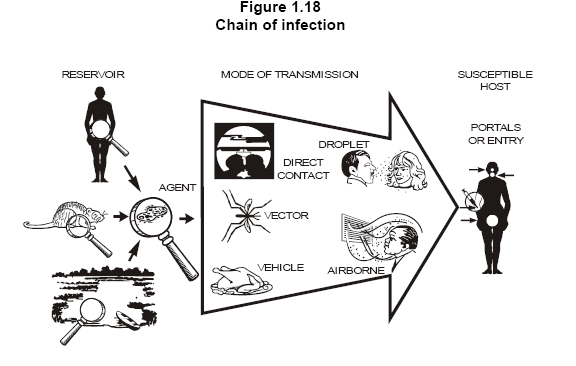 Figure 1.18
Chain of infection
RESERVOIR
MODE OF TRANSMISSION
SUSCEPTIBLE
HOST
PORTALS
OR ENTRY
AGENT
DIRECT
CONTACT
DROPLET
VECTOR
VEHICLE
AIRBORNE